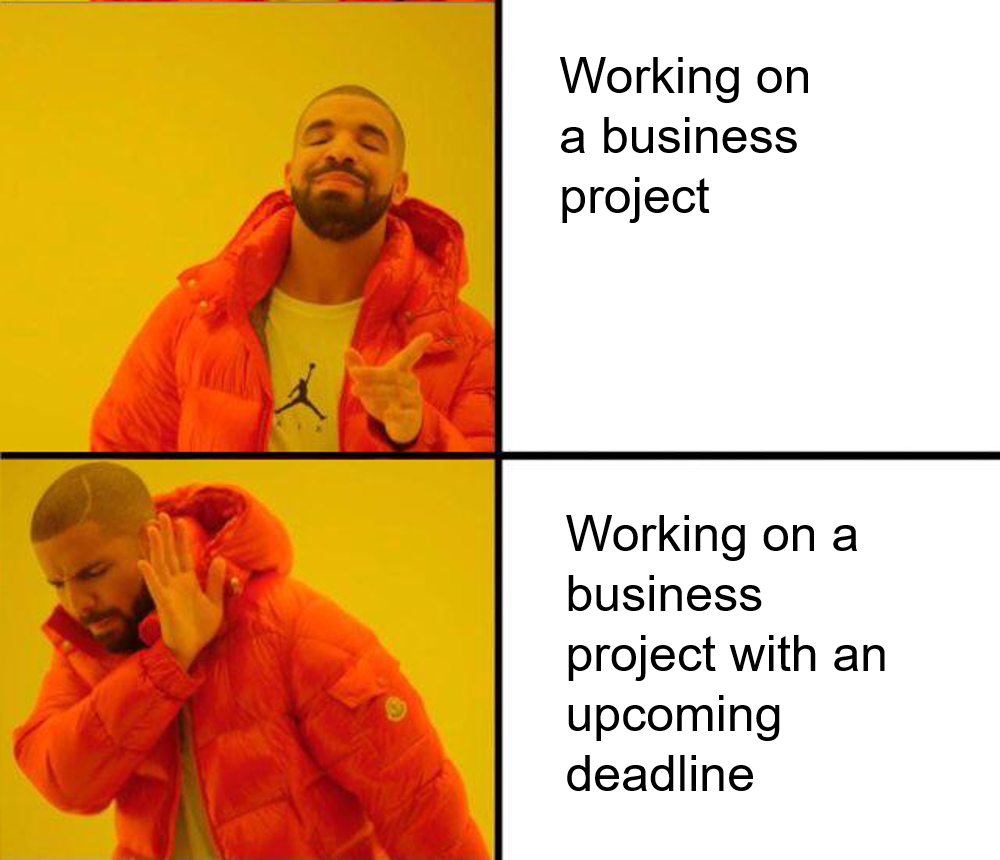 Working on
a business
project
Working on a
business
project with an
upcoming
deadline